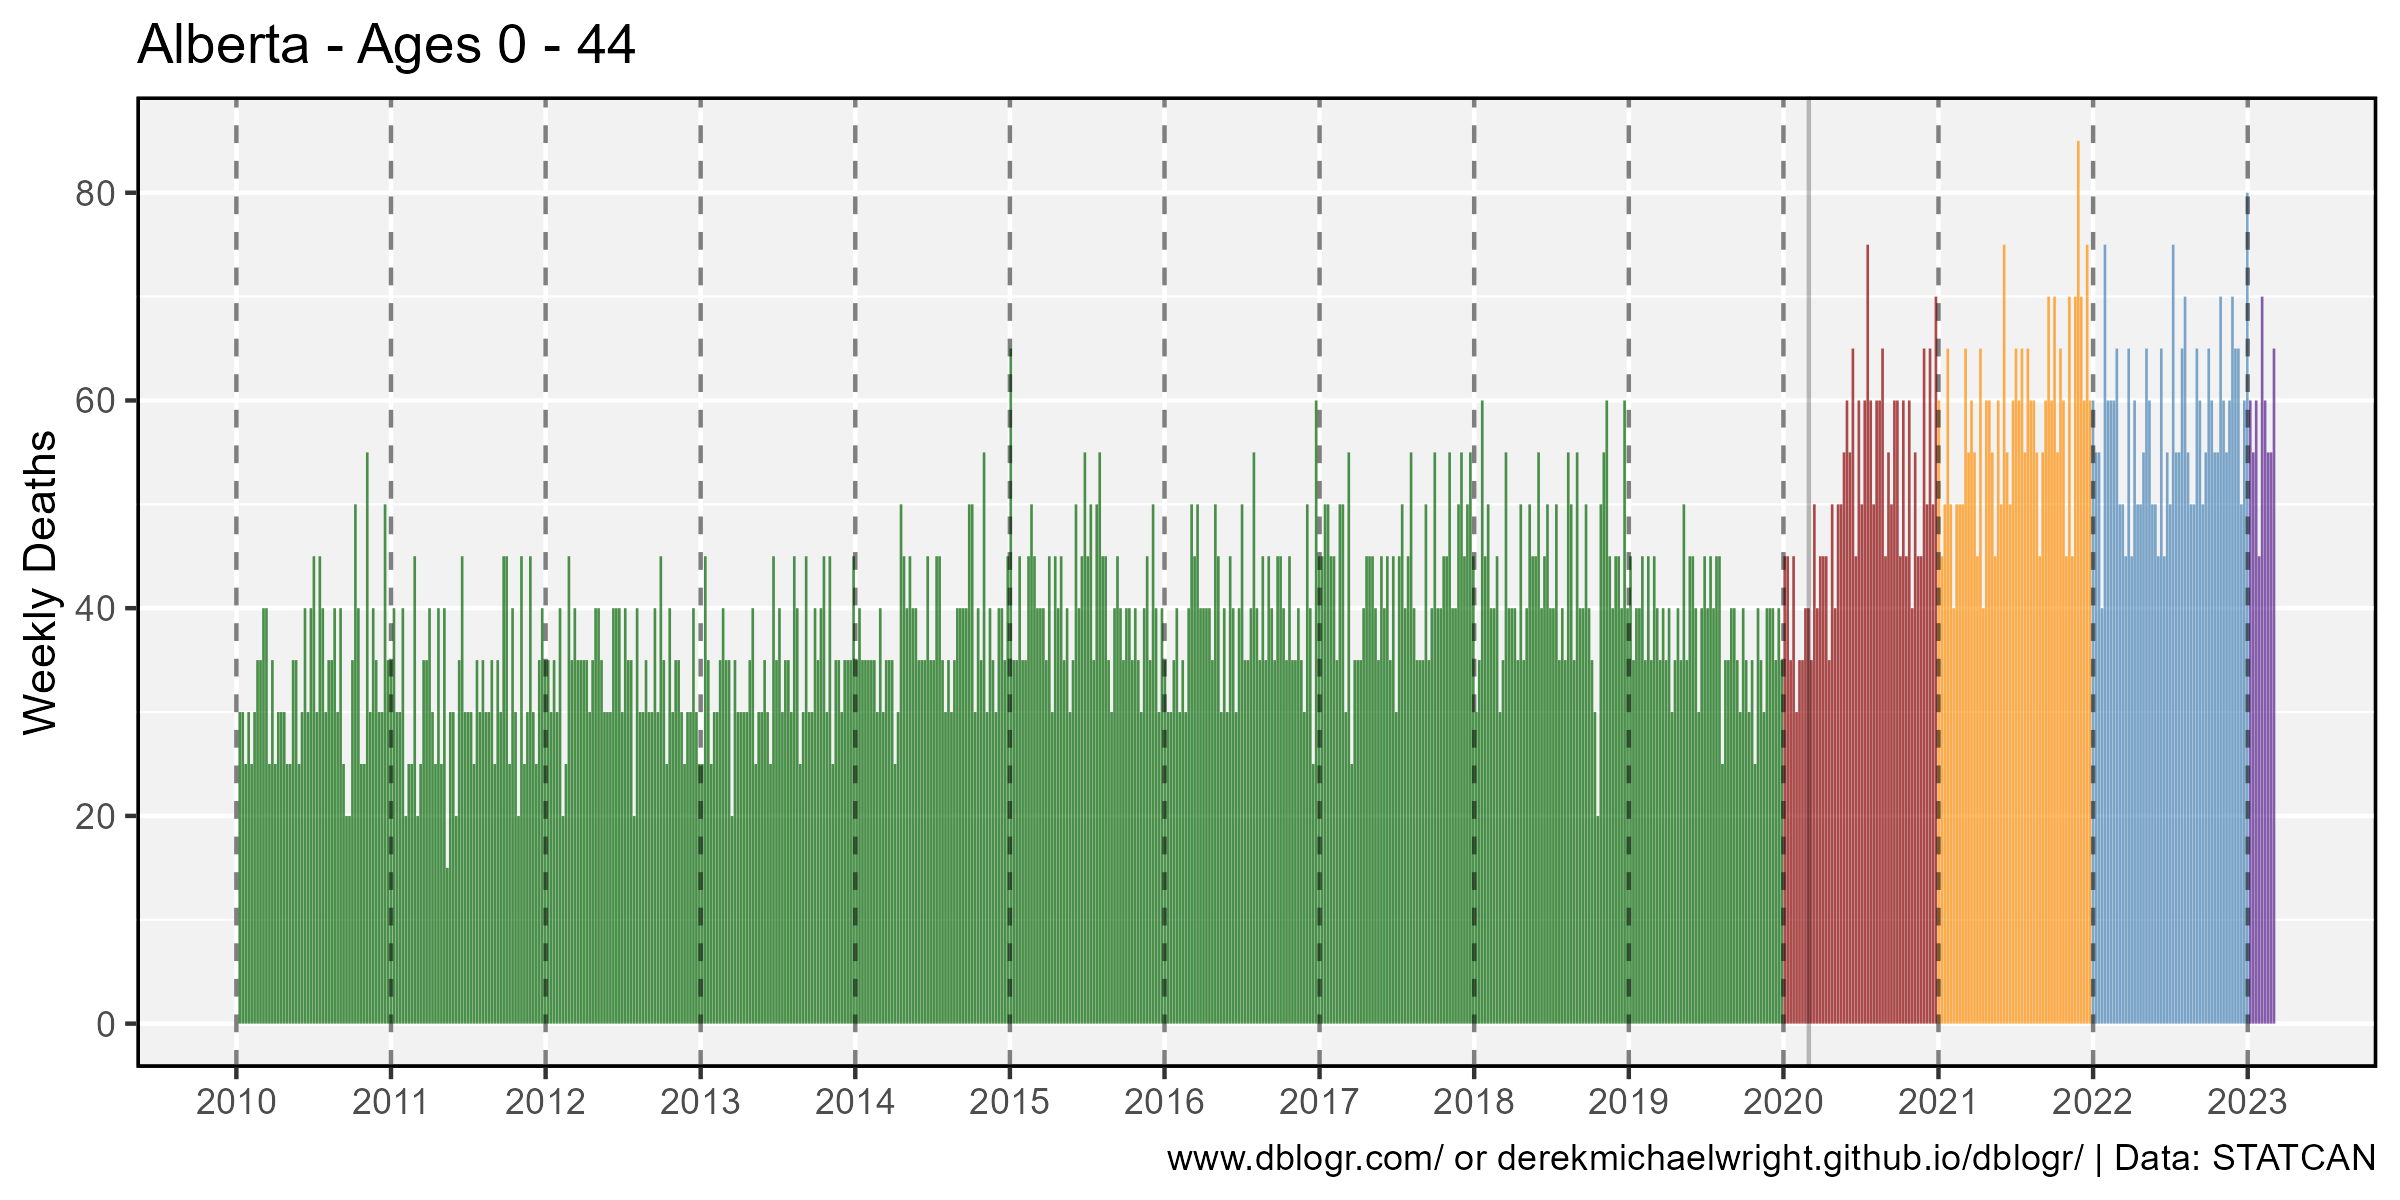 Alberta - Ages 0 - 44
Weekly Deaths
80
60
40
20
0
2010 2011 2012 2013 2014 2015 2016 2017 2018 2019 2020 2021 2022 2023
www.dblogr.com/ or derekmichaelwright.github.io/dblogr/ | Data: STATCAN